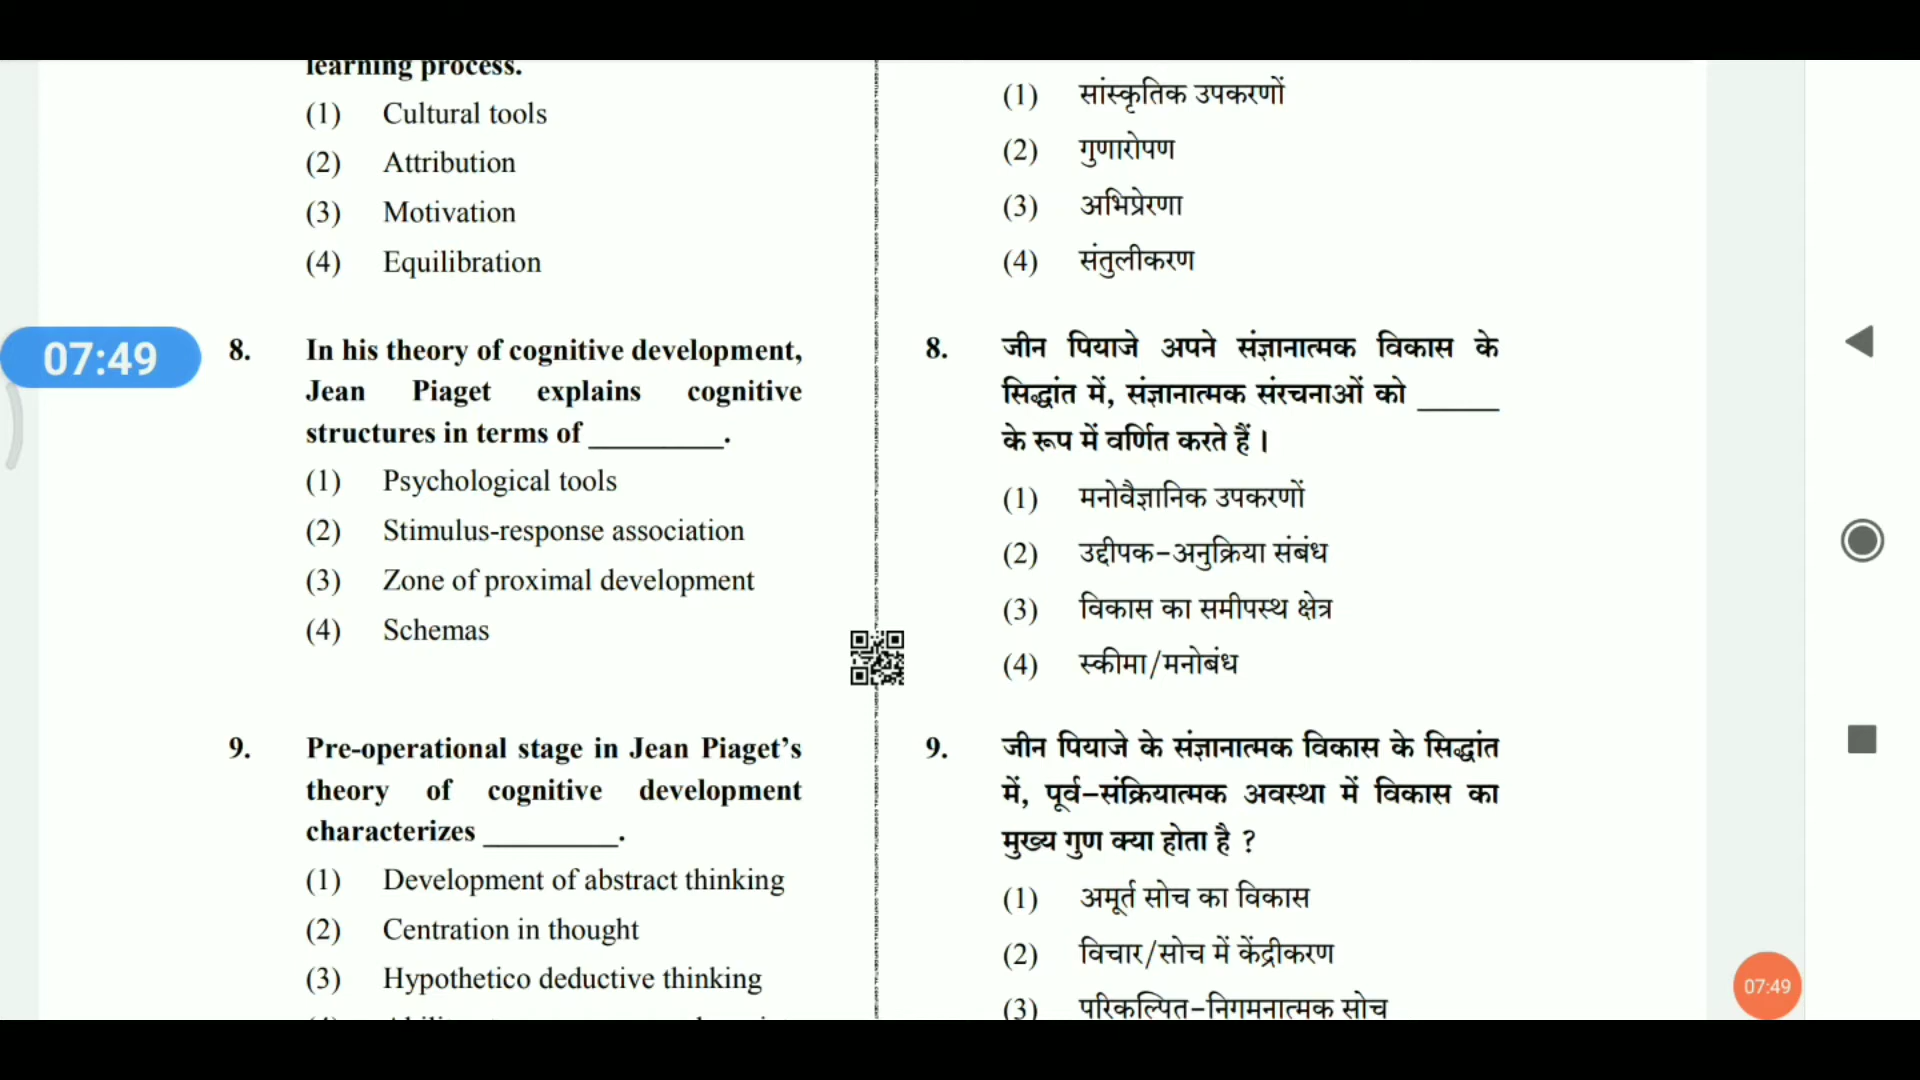 learning process.
(1) Cultural tools
(2) Attribution
(3) Motivation
(4) Equilibration
07:49
8. In his theory of cognitive development,
Jean Piaget explains cognitive
structures in terms of _________.
(1) Psychological tools
(2) Stimulus-response association
(3) Zone of proximal development
(4) Schemas
9. Pre-operational stage in Jean Piaget’s
theory of cognitive development
characterizes _________.
(1) Development of abstract thinking
(2) Centration in thought
(3) Hypothetico deductive thinking
(1) सांस्कृतिक उपकरणों
(2) गुणारोपण
(3) अभिप्रेरणा
(4) संतुलीकरण
8. जीन पियाजे अपने संज्ञानात्मक विकास के
सिद्धांत में, संज्ञानात्मक संरचनाओं को ______
के रूप में वर्णित करते हैं ।
(1) मनोवैज्ञानिक उपकरणों
(2) उद्दीपक-अनुक्रिया संबंध
(3) विकास का समीपस्थ क्षेत्र
(4) स्कीमा/मनोबंध
9. जीन पियाजे के संज्ञानात्मक विकास के सिद्धांत
में, पूर्व-संक्रियात्मक अवस्था में विकास का
मुख्य गुण क्या होता है ?
(1) अमूर्त सोच का विकास
(2) विचार/सोच में केंद्रीकरण
(3) परिकल्पित-निगमनात्मक सोच
07:49